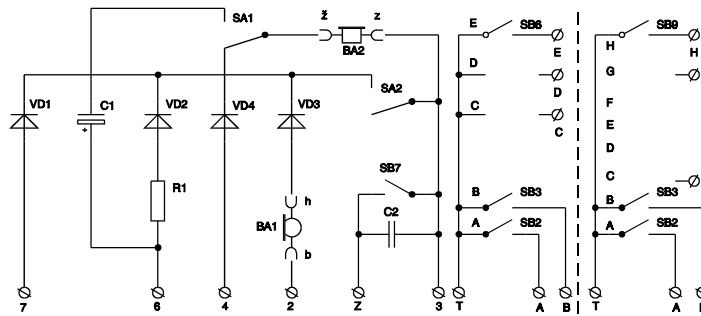 SA1 ž z E SB6 SB9
BA2 H
E H
D SA2 G
D
VD1 C1 VD2 VD4 VD3 C F
+ C E
D
SB7 C
R1 h B SB3 B SB3
C2
BA1 A SB2 A SB2
b
7 6 4 2 Z 3 T A B T A